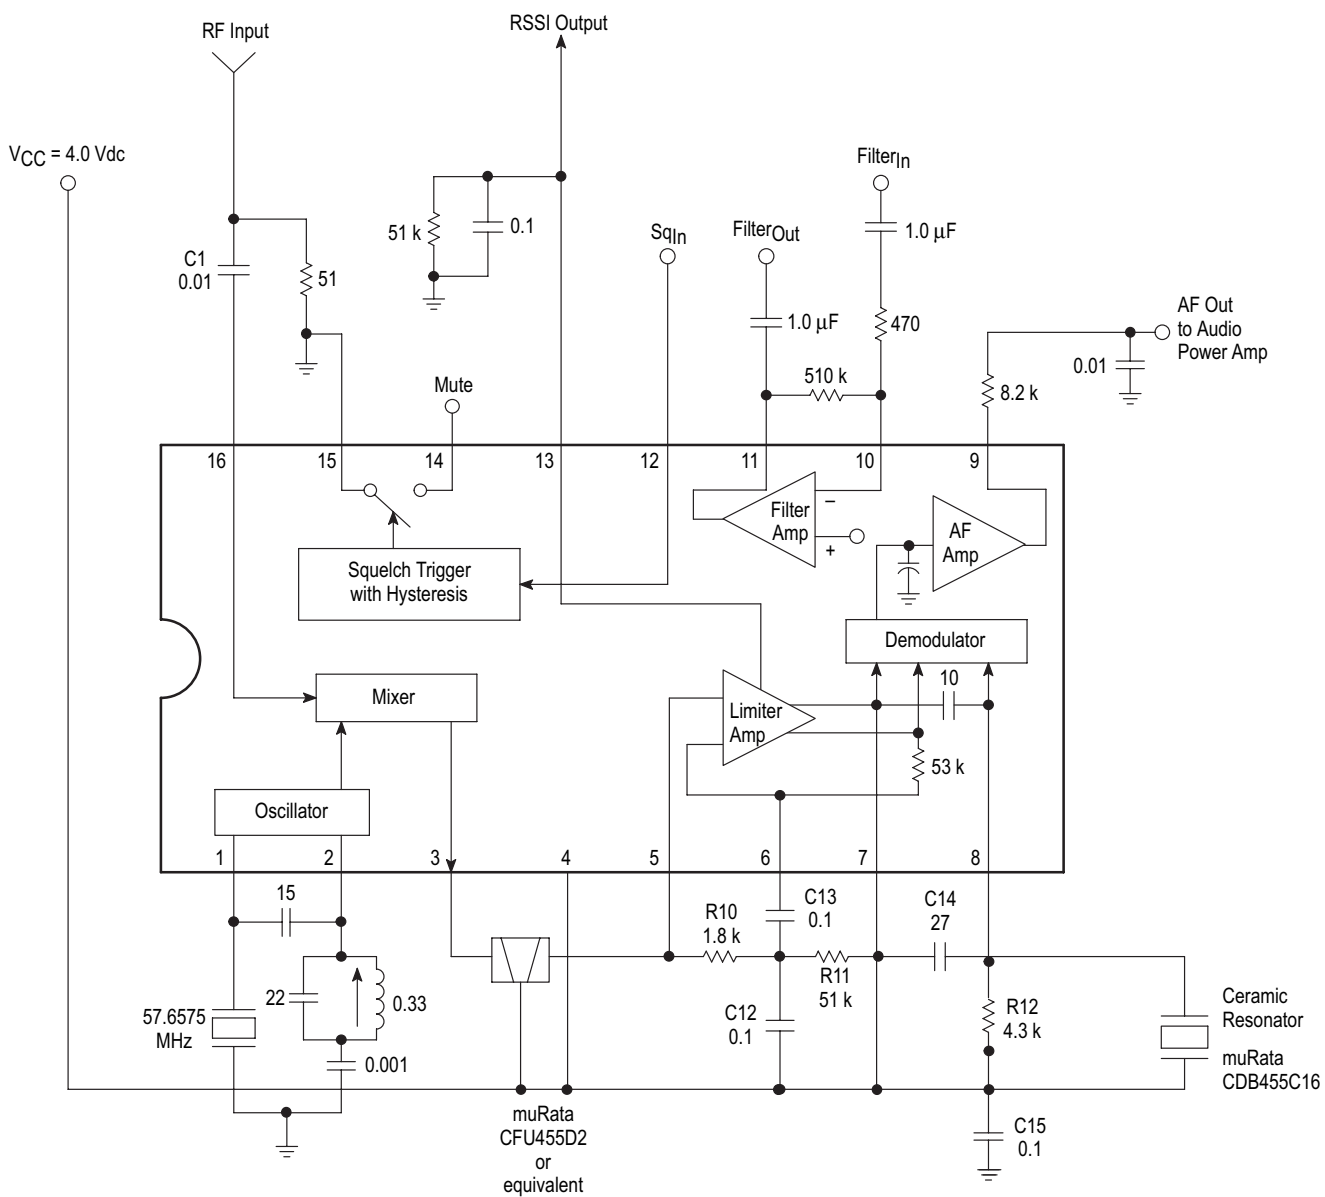 RF Input
RSSI Output
VCC = 4.0 Vdc
FilterIn
51 k
0.1
SqIn
FilterOut
1.0 µF
C1
0.01
51
1.0 µF
470
AF Out
to Audio
Power Amp
0.01
Mute
510 k
8.2 k
16
15
14
13
12
11
10
9
Filter
Amp
–
+
AF
Amp
Squelch Trigger
with Hysteresis
Demodulator
Mixer
10
Limiter
Amp
53 k
Oscillator
1
2
3
4
5
6
7
8
15
R10
1.8 k
C13
0.1
C14
27
R11
51 k
22
0.33
57.6575
MHz
C12
0.1
R12
4.3 k
Ceramic
Resonator
muRata
CDB455C16
0.001
muRata
CFU455D2
or
equivalent
C15
0.1